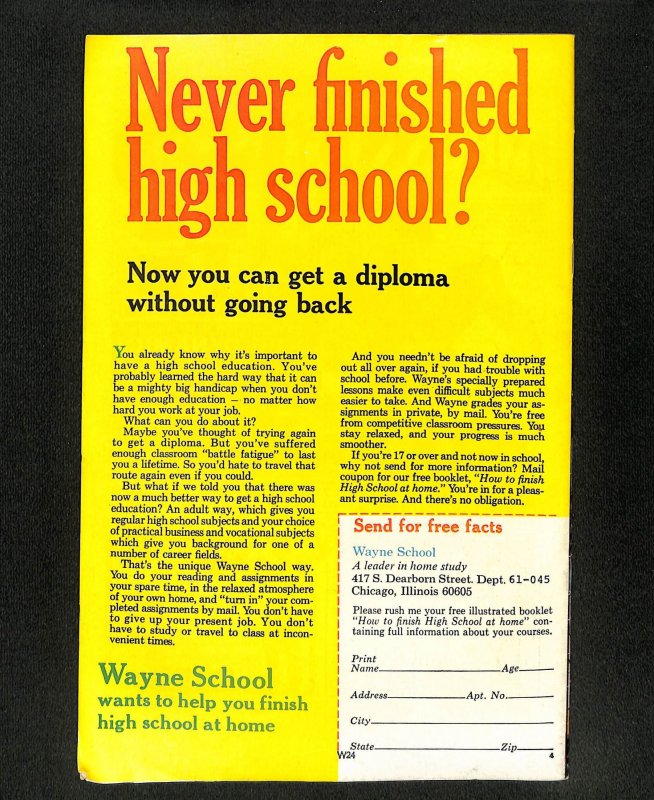 Never finished
high school?
Now you can get a diploma
without going back
You already know why it's important to
have a high school education. You've
probably learned the hard way that it can
be a mighty big handicap when you don't
have enough education — no matter how
hard you work at your job.
What can you do about it?
Maybe you've thought of trying again
to get a diploma. But you've suffered
enough classroom "battle fatigue" to last
you a lifetime. So you'd hate to travel that
route again even if you could.
But what if we told you that there was
now a much better way to get a high school
education? An adult way, which gives you
regular high school subjects and your choice
of practical business and vocational subjects
which give you background for one of a
number of career fields.
That's the unique Wayne School way.
You do your reading and assignments in
your spare time, in the relaxed atmosphere
of your own home, and "turn in" your com-
pleted assignments by mail. You don't have
to give up your present job. You don't
have to study or travel to class at incon-
venient times.
Wayne School
wants to help you finish
high school at home
And you needn't be afraid of dropping
out all over again, if you had trouble with
school before. Wayne's specially prepared
lessons make even difficult subjects much
easier to take. And Wayne grades your as-
signments in private, by mail. You're free
from competitive classroom pressures. You
stay relaxed, and your progress is much
smoother.
If you're 17 or over and not now in school,
why not send for more information? Mail
coupon for our free booklet, "How to finish
High School at home." You're in for a pleas-
ant surprise. And there's no obligation.
Send for free facts
Wayne School
A leader in home study
417 S. Dearborn Street. Dept. 61-045
Chicago, Illinois 60605
Please rush me your free illustrated booklet
"How to finish High School at home" con-
taining full information about your courses.
Print
Name Age
Address Apt. No.
City
State Zip
W24 4